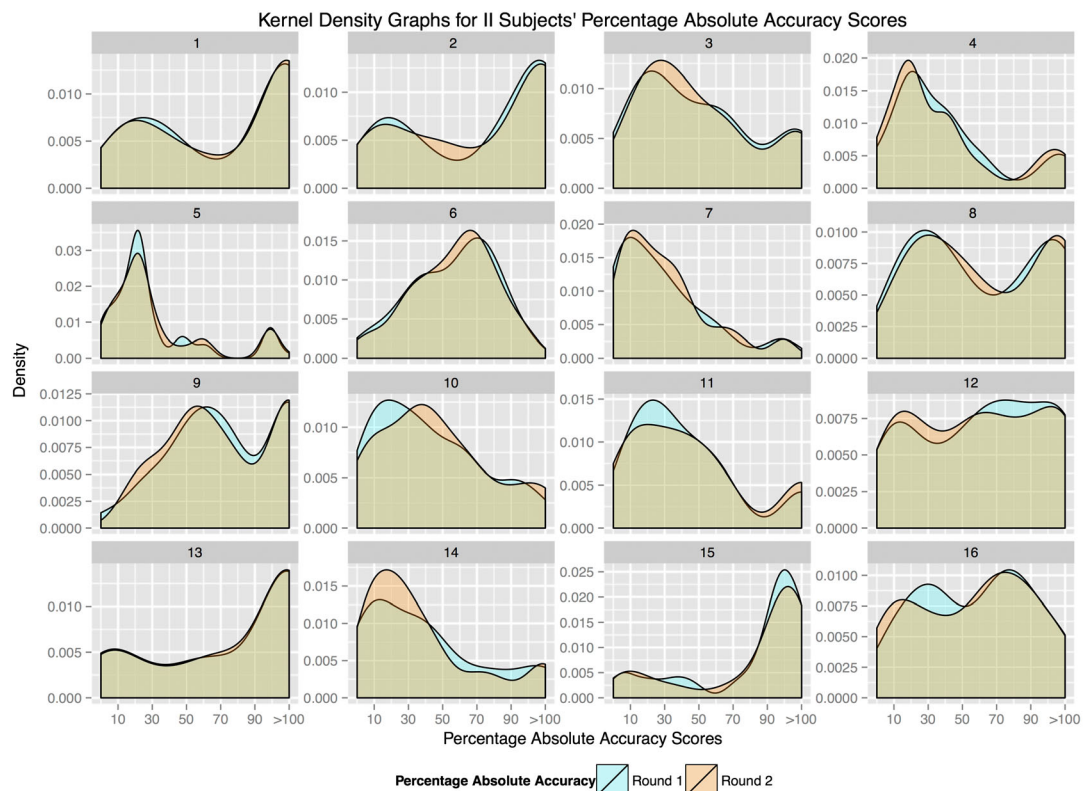 Kernel Density Graphs for II Subjects' Percentage Absolute Accuracy Scores
1 2 3 4
0.010 0.005 0.000
0.010 0.005 0.000
0.010 0.005 0.000
0.020 0.015 0.010 0.005 0.000
5 6 7 8
0.03 0.02 0.01 0.00
0.015 0.010 0.005 0.000
0.020 0.015 0.010 0.005 0.000
0.0100 0.0075 0.0050 0.0025 0.0000
Density
9 10 11 12
0.0125 0.0100 0.0075 0.0050 0.0025 0.0000
0.010 0.005 0.000
0.015 0.010 0.005 0.000
0.0075 0.0050 0.0025 0.0000
13 14 15 16
0.010 0.005 0.000
0.015 0.010 0.005 0.000
0.025 0.020 0.015 0.010 0.005 0.000
0.0100 0.0075 0.0050 0.0025 0.0000
10 30 50 70 90 >100 10 30 50 70 90 >100 10 30 50 70 90 >100 10 30 50 70 90 >100
Percentage Absolute Accuracy Scores
Percentage Absolute Accuracy Round 1 Round 2